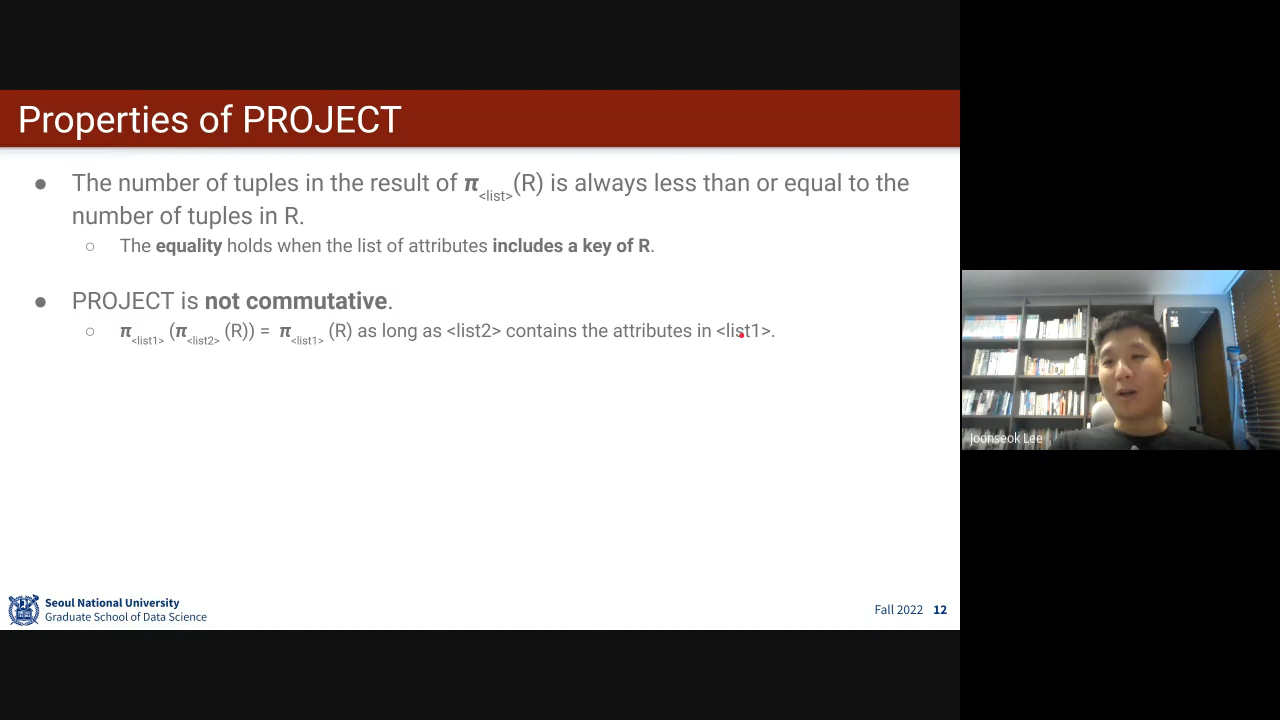 Properties of PROJECT
● The number of tuples in the result of π<list>(R) is always less than or equal to the
number of tuples in R.
○ The equality holds when the list of attributes includes a key of R.
● PROJECT is not commutative.
○ π<list1> (π<list2> (R)) = π<list1> (R) as long as <list2> contains the attributes in <list1>.
Joonseok Lee
Seoul National University
Graduate School of Data Science
Fall 2022 12